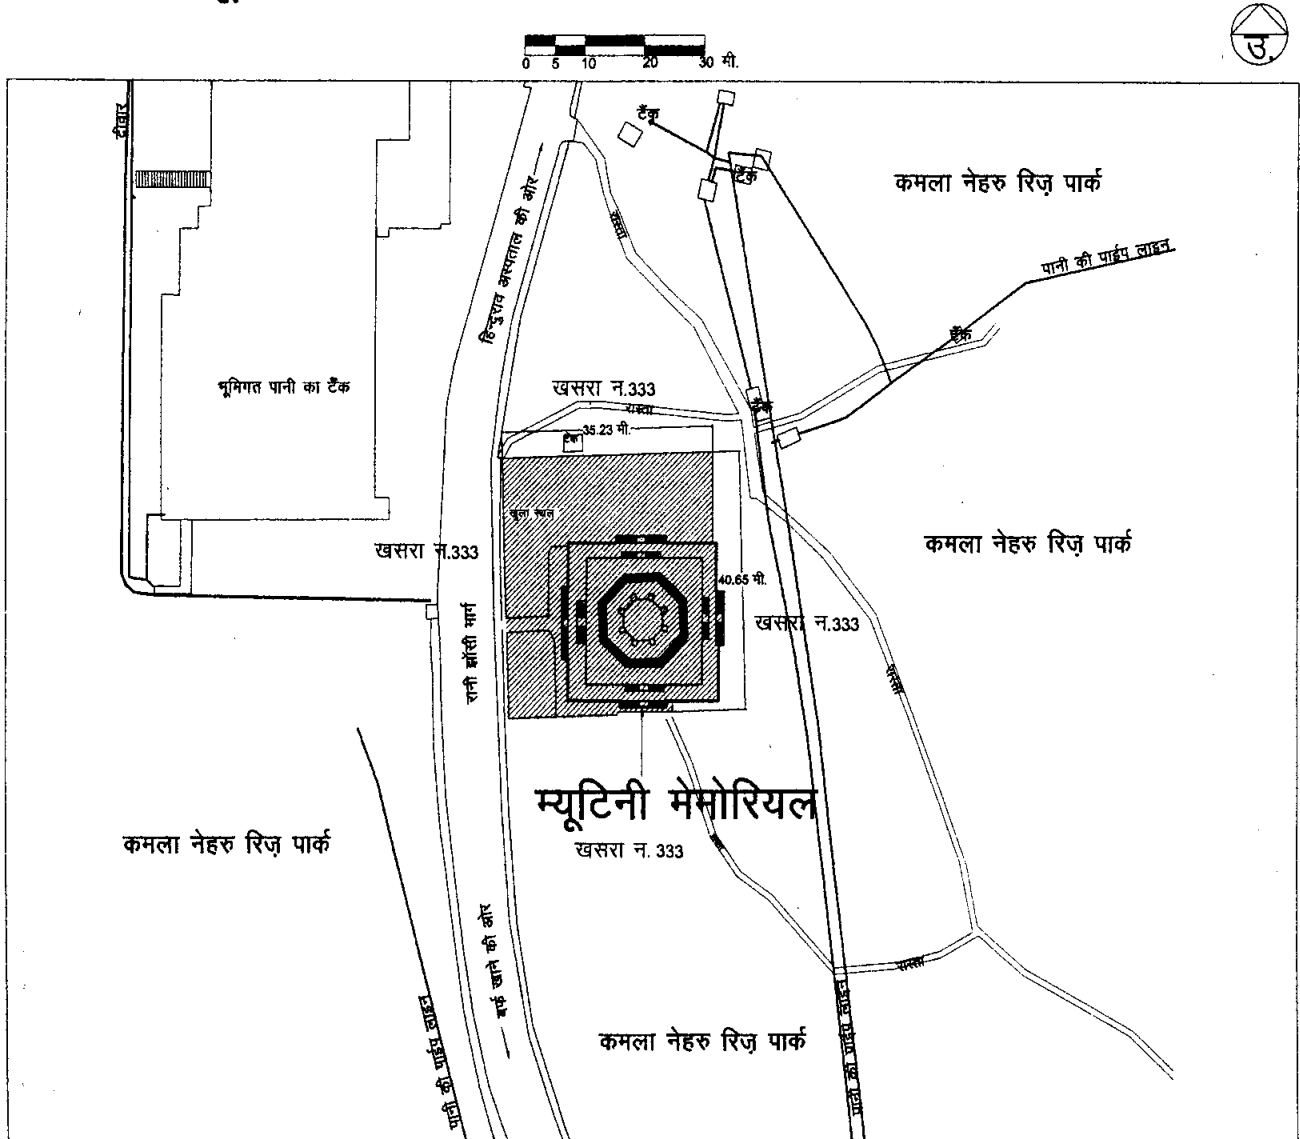 उ.
0 5 10 20 30 मी.
दीवार
टैंक
टैंक
कमला नेहरु रिज़ पार्क
हिन्दुराव अस्पताल की ओर
रास्ता
पानी की पाईप लाइन
टैंक
भूमिगत पानी का टैंक
खसरा न.333
रास्ता
टैंक
टैंक
35.23 मी.
खुला स्थल
खसरा न.333
कमला नेहरु रिज़ पार्क
40.65 मी.
खसरा न.333
रानी झाँसी मार्ग
रास्ता
म्यूटिनी मेमोरियल
खसरा न. 333
कमला नेहरु रिज़ पार्क
बर्फ खाने की ओर
रास्ता
पानी की पाईप लाइन
कमला नेहरु रिज़ पार्क
पानी की पाईप लाइन